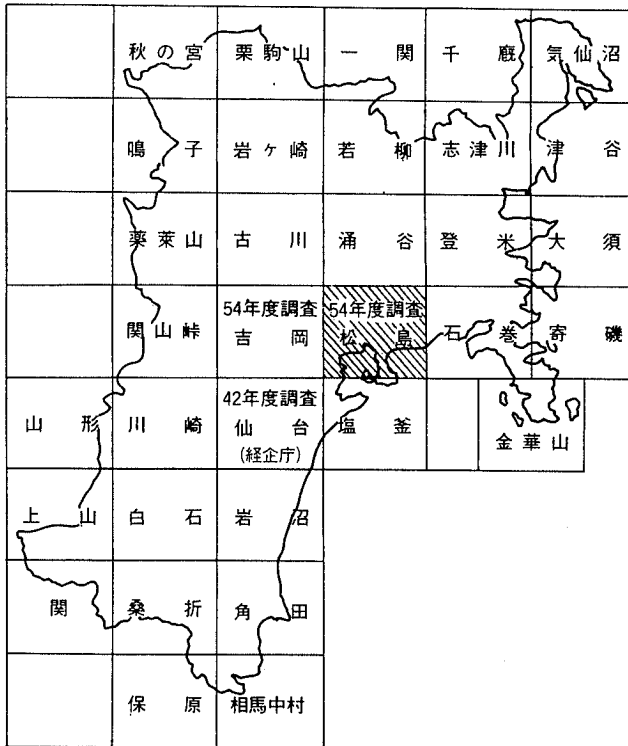 秋の宮 栗駒山 一関 千厩 気仙沼
鳴子 岩ヶ崎 若柳 志津川 津谷
薬莱山 古川 涌谷 登米 大須
54年度調査 54年度調査
関山峠 吉岡 松島 石巻 寄磯
42年度調査
山形 川崎 仙台 塩釜 金華山
(経企庁)
上山 白石 岩沼
関 桑折 角田
保原 相馬中村